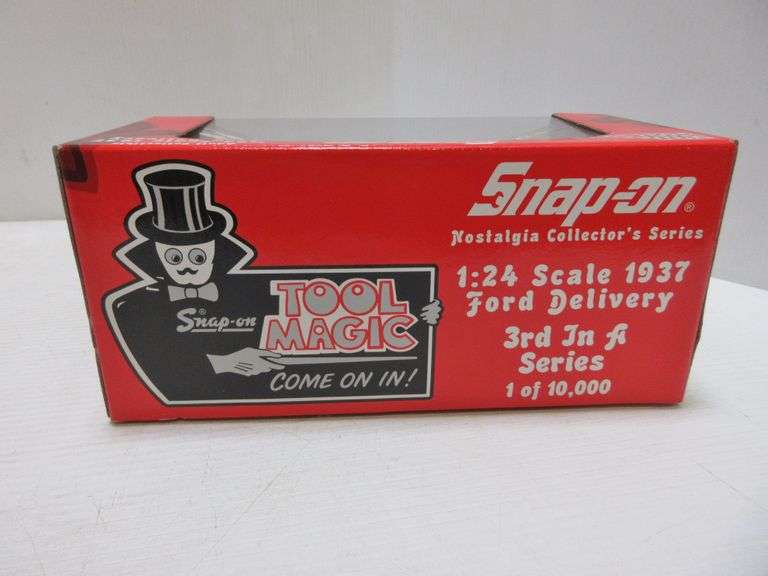 Snap-on®
Nostalgia Collector's Series
1:24 Scale 1937
Ford Delivery
3rd In A
Series
1 of 10,000
Snap-on®
TOOL
MAGIC
COME ON IN!